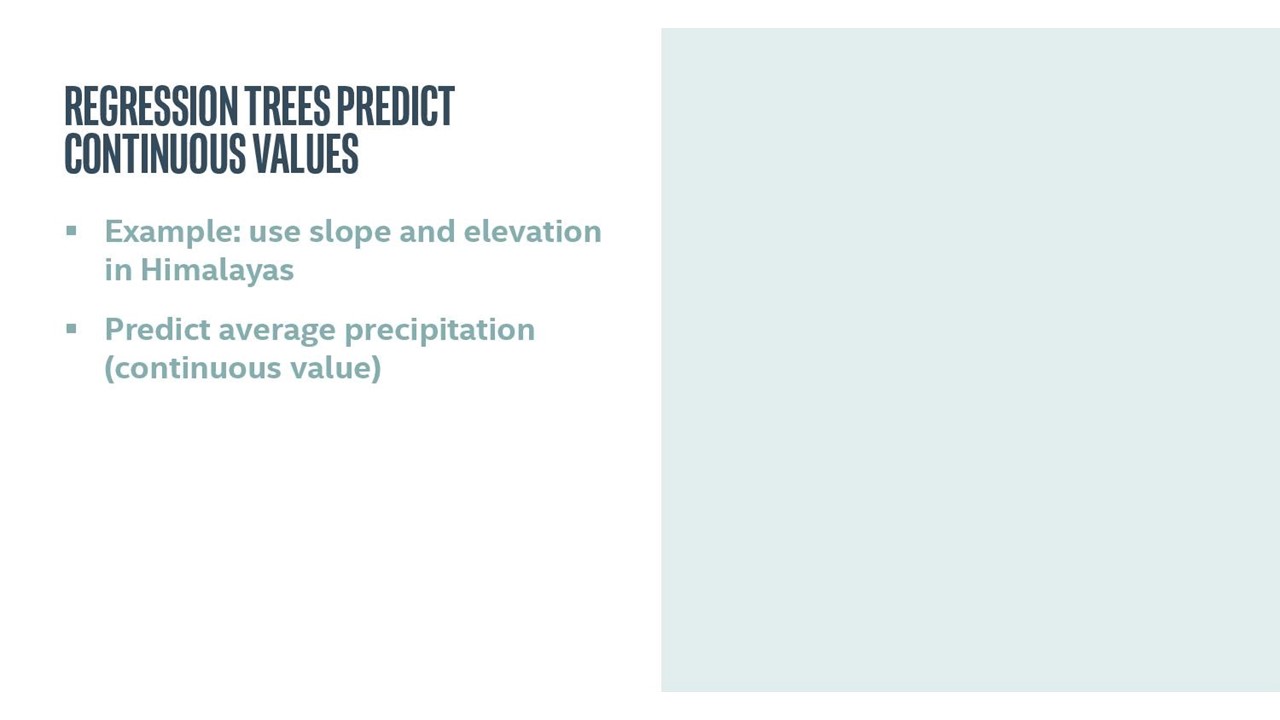 REGRESSION TREES PREDICT
CONTINUOUS VALUES
▪ Example: use slope and elevation
in Himalayas
▪ Predict average precipitation
(continuous value)